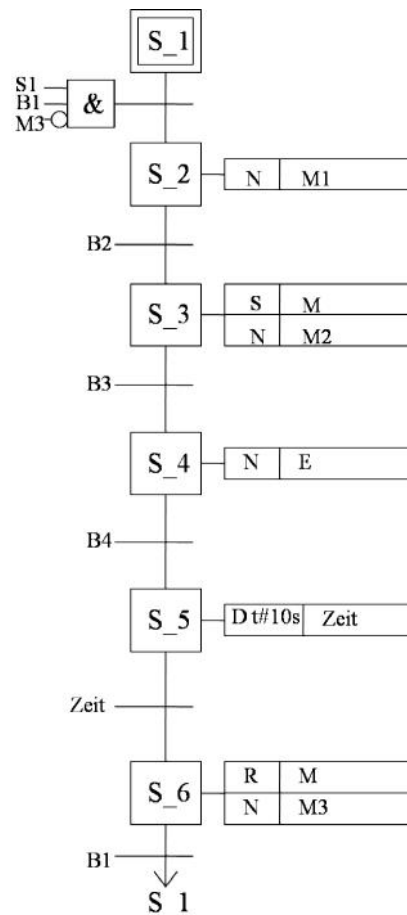 S_1
S1
B1
M3
&
S_2
N M1
B2
S_3
S M
N M2
B3
S_4
N E
B4
S_5
D t#10s Zeit
Zeit
S_6
R M
N M3
B1
S_1